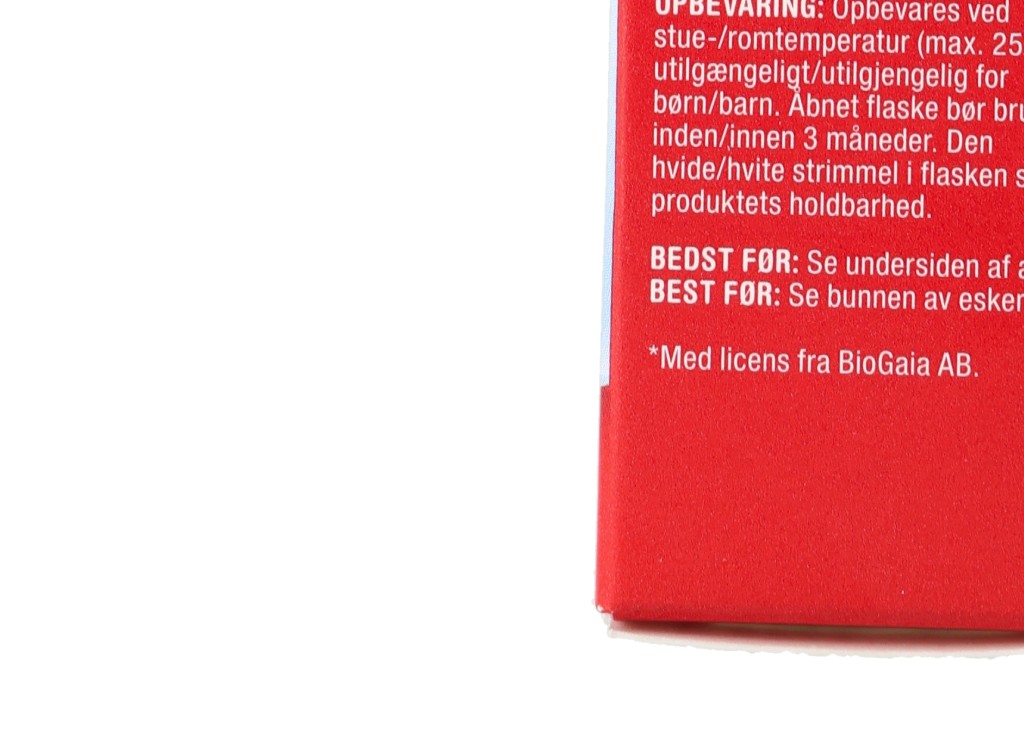 OPBEVARING: Opbevares ved
stue-/romtemperatur (max. 25
utilgængeligt/utilgjengelig for
børn/barn. Åbnet flaske bør bru
inden/innen 3 måneder. Den
hvide/hvite strimmel i flasken s
produktets holdbarhed.
BEDST FØR: Se undersiden af a
BEST FØR: Se bunnen av esken
*Med licens fra BioGaia AB.